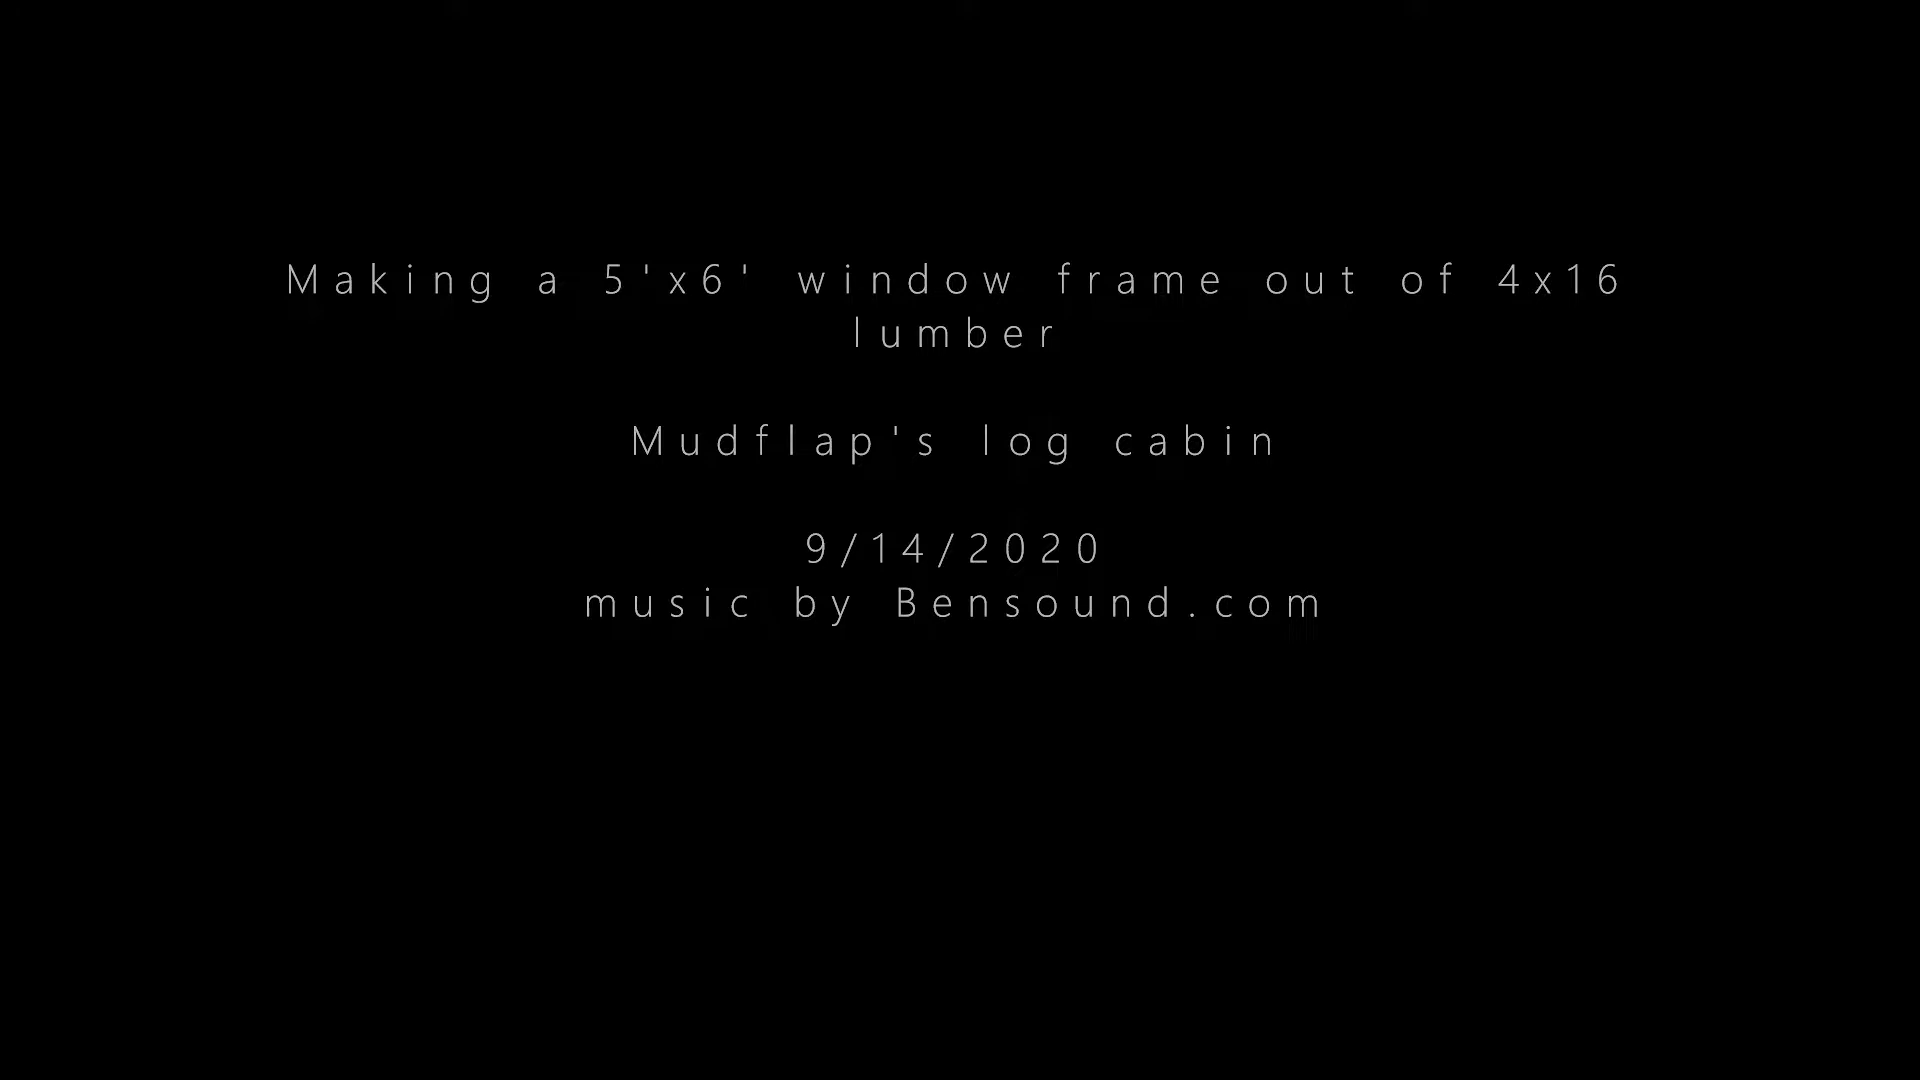 Making a 5'x6' window frame out of 4x16
lumber
Mudflap's log cabin
9/14/2020
music by Bensound.com